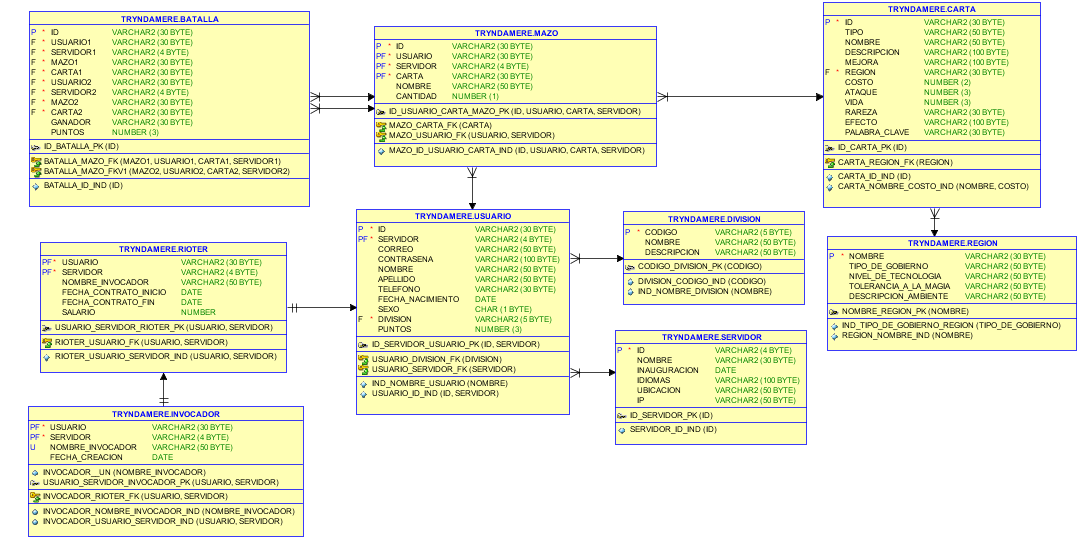 TRYNDAMERE.BATALLA
P * ID VARCHAR2 (30 BYTE)
F * USUARIO1 VARCHAR2 (30 BYTE)
F * SERVIDOR1 VARCHAR2 (4 BYTE)
F * MAZO1 VARCHAR2 (30 BYTE)
F * CARTA1 VARCHAR2 (30 BYTE)
F * USUARIO2 VARCHAR2 (30 BYTE)
F * SERVIDOR2 VARCHAR2 (4 BYTE)
F * MAZO2 VARCHAR2 (30 BYTE)
F * CARTA2 VARCHAR2 (30 BYTE)
GANADOR VARCHAR2 (30 BYTE)
PUNTOS NUMBER (3)
ID_BATALLA_PK (ID)
BATALLA_MAZO_FK (MAZO1, USUARIO1, CARTA1, SERVIDOR1)
BATALLA_MAZO_FKV1 (MAZO2, USUARIO2, CARTA2, SERVIDOR2)
BATALLA_ID_IND (ID)
TRYNDAMERE.MAZO
P * ID VARCHAR2 (30 BYTE)
PF * USUARIO VARCHAR2 (30 BYTE)
PF * SERVIDOR VARCHAR2 (4 BYTE)
PF * CARTA VARCHAR2 (30 BYTE)
NOMBRE VARCHAR2 (50 BYTE)
CANTIDAD NUMBER (1)
ID_USUARIO_CARTA_MAZO_PK (ID, USUARIO, CARTA, SERVIDOR)
MAZO_CARTA_FK (CARTA)
MAZO_USUARIO_FK (USUARIO, SERVIDOR)
MAZO_ID_USUARIO_CARTA_IND (ID, USUARIO, CARTA, SERVIDOR)
TRYNDAMERE.CARTA
P * ID VARCHAR2 (30 BYTE)
TIPO VARCHAR2 (50 BYTE)
NOMBRE VARCHAR2 (50 BYTE)
DESCRIPCION VARCHAR2 (100 BYTE)
MEJORA VARCHAR2 (100 BYTE)
F * REGION VARCHAR2 (30 BYTE)
COSTO NUMBER (2)
ATAQUE NUMBER (3)
VIDA NUMBER (3)
RAREZA VARCHAR2 (30 BYTE)
EFECTO VARCHAR2 (100 BYTE)
PALABRA_CLAVE VARCHAR2 (30 BYTE)
ID_CARTA_PK (ID)
CARTA_REGION_FK (REGION)
CARTA_ID_IND (ID)
CARTA_NOMBRE_COSTO_IND (NOMBRE, COSTO)
TRYNDAMERE.RIOTER
PF * USUARIO VARCHAR2 (30 BYTE)
PF * SERVIDOR VARCHAR2 (4 BYTE)
NOMBRE_INVOCADOR VARCHAR2 (50 BYTE)
FECHA_CONTRATO_INICIO DATE
FECHA_CONTRATO_FIN DATE
SALARIO NUMBER
USUARIO_SERVIDOR_RIOTER_PK (USUARIO, SERVIDOR)
RIOTER_USUARIO_FK (USUARIO, SERVIDOR)
RIOTER_USUARIO_SERVIDOR_IND (USUARIO, SERVIDOR)
TRYNDAMERE.USUARIO
P * ID VARCHAR2 (30 BYTE)
PF * SERVIDOR VARCHAR2 (4 BYTE)
CORREO VARCHAR2 (50 BYTE)
CONTRASENA VARCHAR2 (100 BYTE)
NOMBRE VARCHAR2 (50 BYTE)
APELLIDO VARCHAR2 (50 BYTE)
TELEFONO VARCHAR2 (30 BYTE)
FECHA_NACIMIENTO DATE
SEXO CHAR (1 BYTE)
F * DIVISION VARCHAR2 (5 BYTE)
PUNTOS NUMBER (3)
ID_SERVIDOR_USUARIO_PK (ID, SERVIDOR)
USUARIO_DIVISION_FK (DIVISION)
USUARIO_SERVIDOR_FK (SERVIDOR)
IND_NOMBRE_USUARIO (NOMBRE)
USUARIO_ID_IND (ID, SERVIDOR)
TRYNDAMERE.DIVISION
P * CODIGO VARCHAR2 (5 BYTE)
NOMBRE VARCHAR2 (50 BYTE)
DESCRIPCION VARCHAR2 (50 BYTE)
CODIGO_DIVISION_PK (CODIGO)
DIVISION_CODIGO_IND (CODIGO)
IND_NOMBRE_DIVISION (NOMBRE)
TRYNDAMERE.REGION
P * NOMBRE VARCHAR2 (30 BYTE)
TIPO_DE_GOBIERNO VARCHAR2 (50 BYTE)
NIVEL_DE_TECNOLOGIA VARCHAR2 (50 BYTE)
TOLERANCIA_A_LA_MAGIA VARCHAR2 (50 BYTE)
DESCRIPCION_AMBIENTE VARCHAR2 (50 BYTE)
NOMBRE_REGION_PK (NOMBRE)
IND_TIPO_DE_GOBIERNO_REGION (TIPO_DE_GOBIERNO)
REGION_NOMBRE_IND (NOMBRE)
TRYNDAMERE.SERVIDOR
P * ID VARCHAR2 (4 BYTE)
NOMBRE VARCHAR2 (30 BYTE)
INAUGURACION DATE
IDIOMAS VARCHAR2 (100 BYTE)
UBICACION VARCHAR2 (50 BYTE)
IP VARCHAR2 (50 BYTE)
ID_SERVIDOR_PK (ID)
SERVIDOR_ID_IND (ID)
TRYNDAMERE.INVOCADOR
PF * USUARIO VARCHAR2 (30 BYTE)
PF * SERVIDOR VARCHAR2 (4 BYTE)
U NOMBRE_INVOCADOR VARCHAR2 (50 BYTE)
FECHA_CREACION DATE
INVOCADOR__UN (NOMBRE_INVOCADOR)
USUARIO_SERVIDOR_INVOCADOR_PK (USUARIO, SERVIDOR)
INVOCADOR_RIOTER_FK (USUARIO, SERVIDOR)
INVOCADOR_NOMBRE_INVOCADOR_IND (NOMBRE_INVOCADOR)
INVOCADOR_USUARIO_SERVIDOR_IND (USUARIO, SERVIDOR)